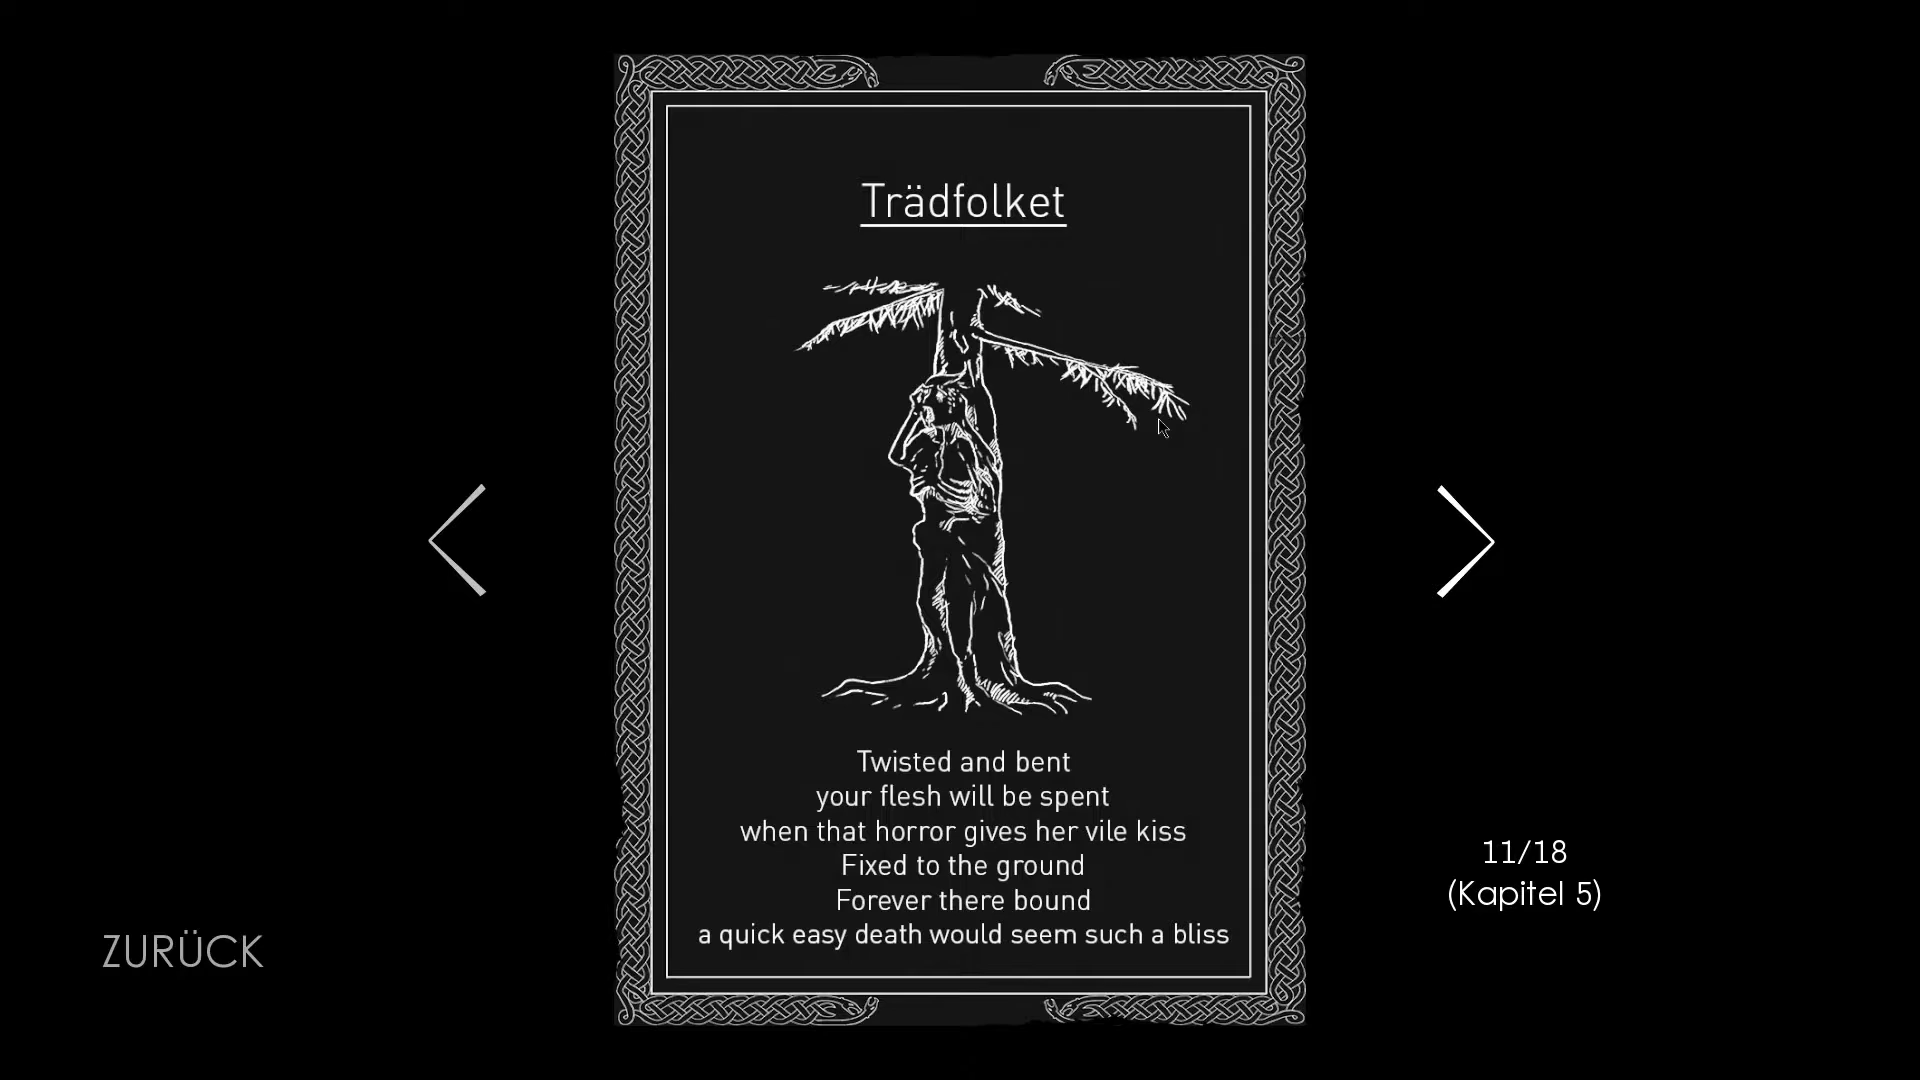 Trädfolket
Twisted and bent
your flesh will be spent
when that horror gives her vile kiss
Fixed to the ground
Forever there bound
a quick easy death would seem such a bliss
11/18
(Kapitel 5)
ZURÜCK